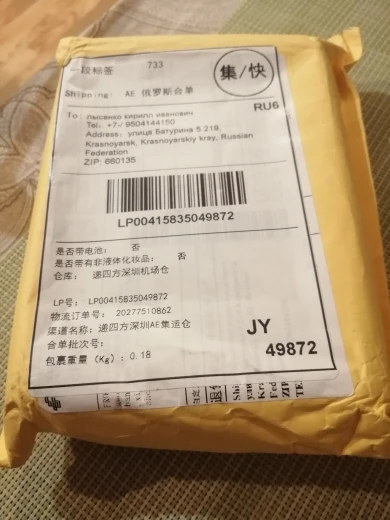 一段标签
733
集/快
Shipping: AE 俄罗斯合单
RU6
To: Лысенко кирилл иванович
Tel: +7-/ 9504144150
Address: улица Батурина 5 219,
Krasnoyarsk, Krasnoyarskiy kray, Russian
Federation
ZIP: 660135
LP00415835049872
是否带电池: 否
是否带有非液体化妆品: 否
仓库: 递四方深圳机场仓
LP号: LP00415835049872
物流订单号: 20277510862
渠道名称: 递四方深圳AE集运仓
合单批次号:
包裹重量 (Kg): 0.18
JY
49872